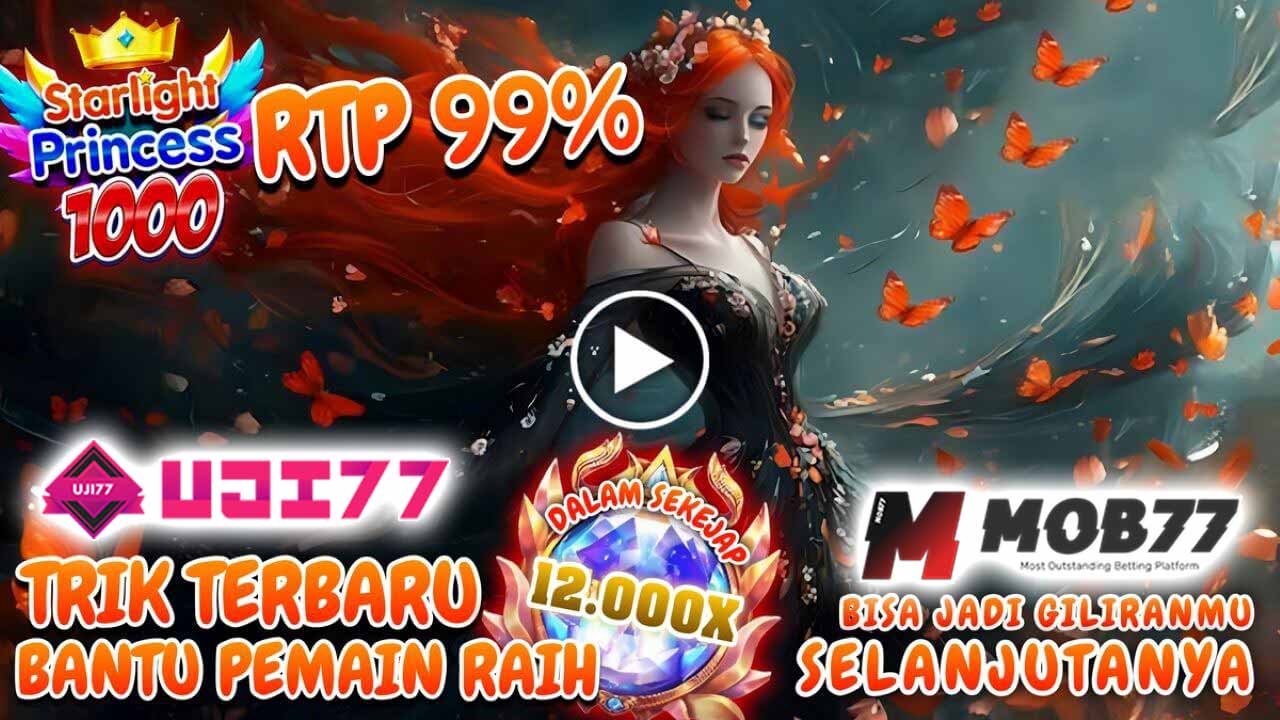 Starlight
Princess
1000
RTP 99%
UJI77
UJI77
TRIK TERBARU
BANTU PEMAIN RAIH
DALAM SEKEJAP
12.000X
MOB77
MOB77
Most Outstanding Betting Platform
BISA JADI GILIRANMU
SELANJUTANYA